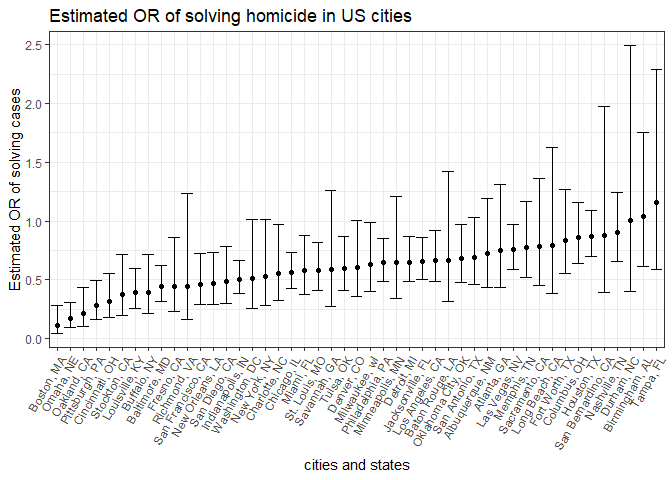 Estimated OR of solving homicide in US cities
Estimated OR of solving cases
2.5
2.0
1.5
1.0
0.5
0.0
Boston, MA
Omaha, NE
Oakland, CA
Pittsburgh, PA
Cincinnati, OH
Stockton, CA
Louisville, KY
Buffalo, NY
Baltimore, MD
Fresno, CA
Richmond, VA
San Francisco, CA
New Orleans, LA
San Diego, CA
Indianapolis, IN
Washington, DC
New York, NY
Charlotte, NC
Chicago, IL
Miami, FL
St. Louis, MO
Savannah, GA
Tulsa, OK
Denver, CO
Milwaukee, wI
Philadelphia, PA
Minneapolis, MN
Detroit, MI
Jacksonville, FL
Los Angeles, CA
Baton Rouge, LA
Oklahoma City, OK
San Antonio, TX
Albuquerque, NM
Atlanta, GA
Las Vegas, NV
Memphis, TN
Sacramento, CA
Long Beach, CA
Fort Worth, TX
Columbus, OH
Houston, TX
San Bernardino, CA
Nashville, TN
Durham, NC
Birmingham, AL
Tampa, FL
cities and states